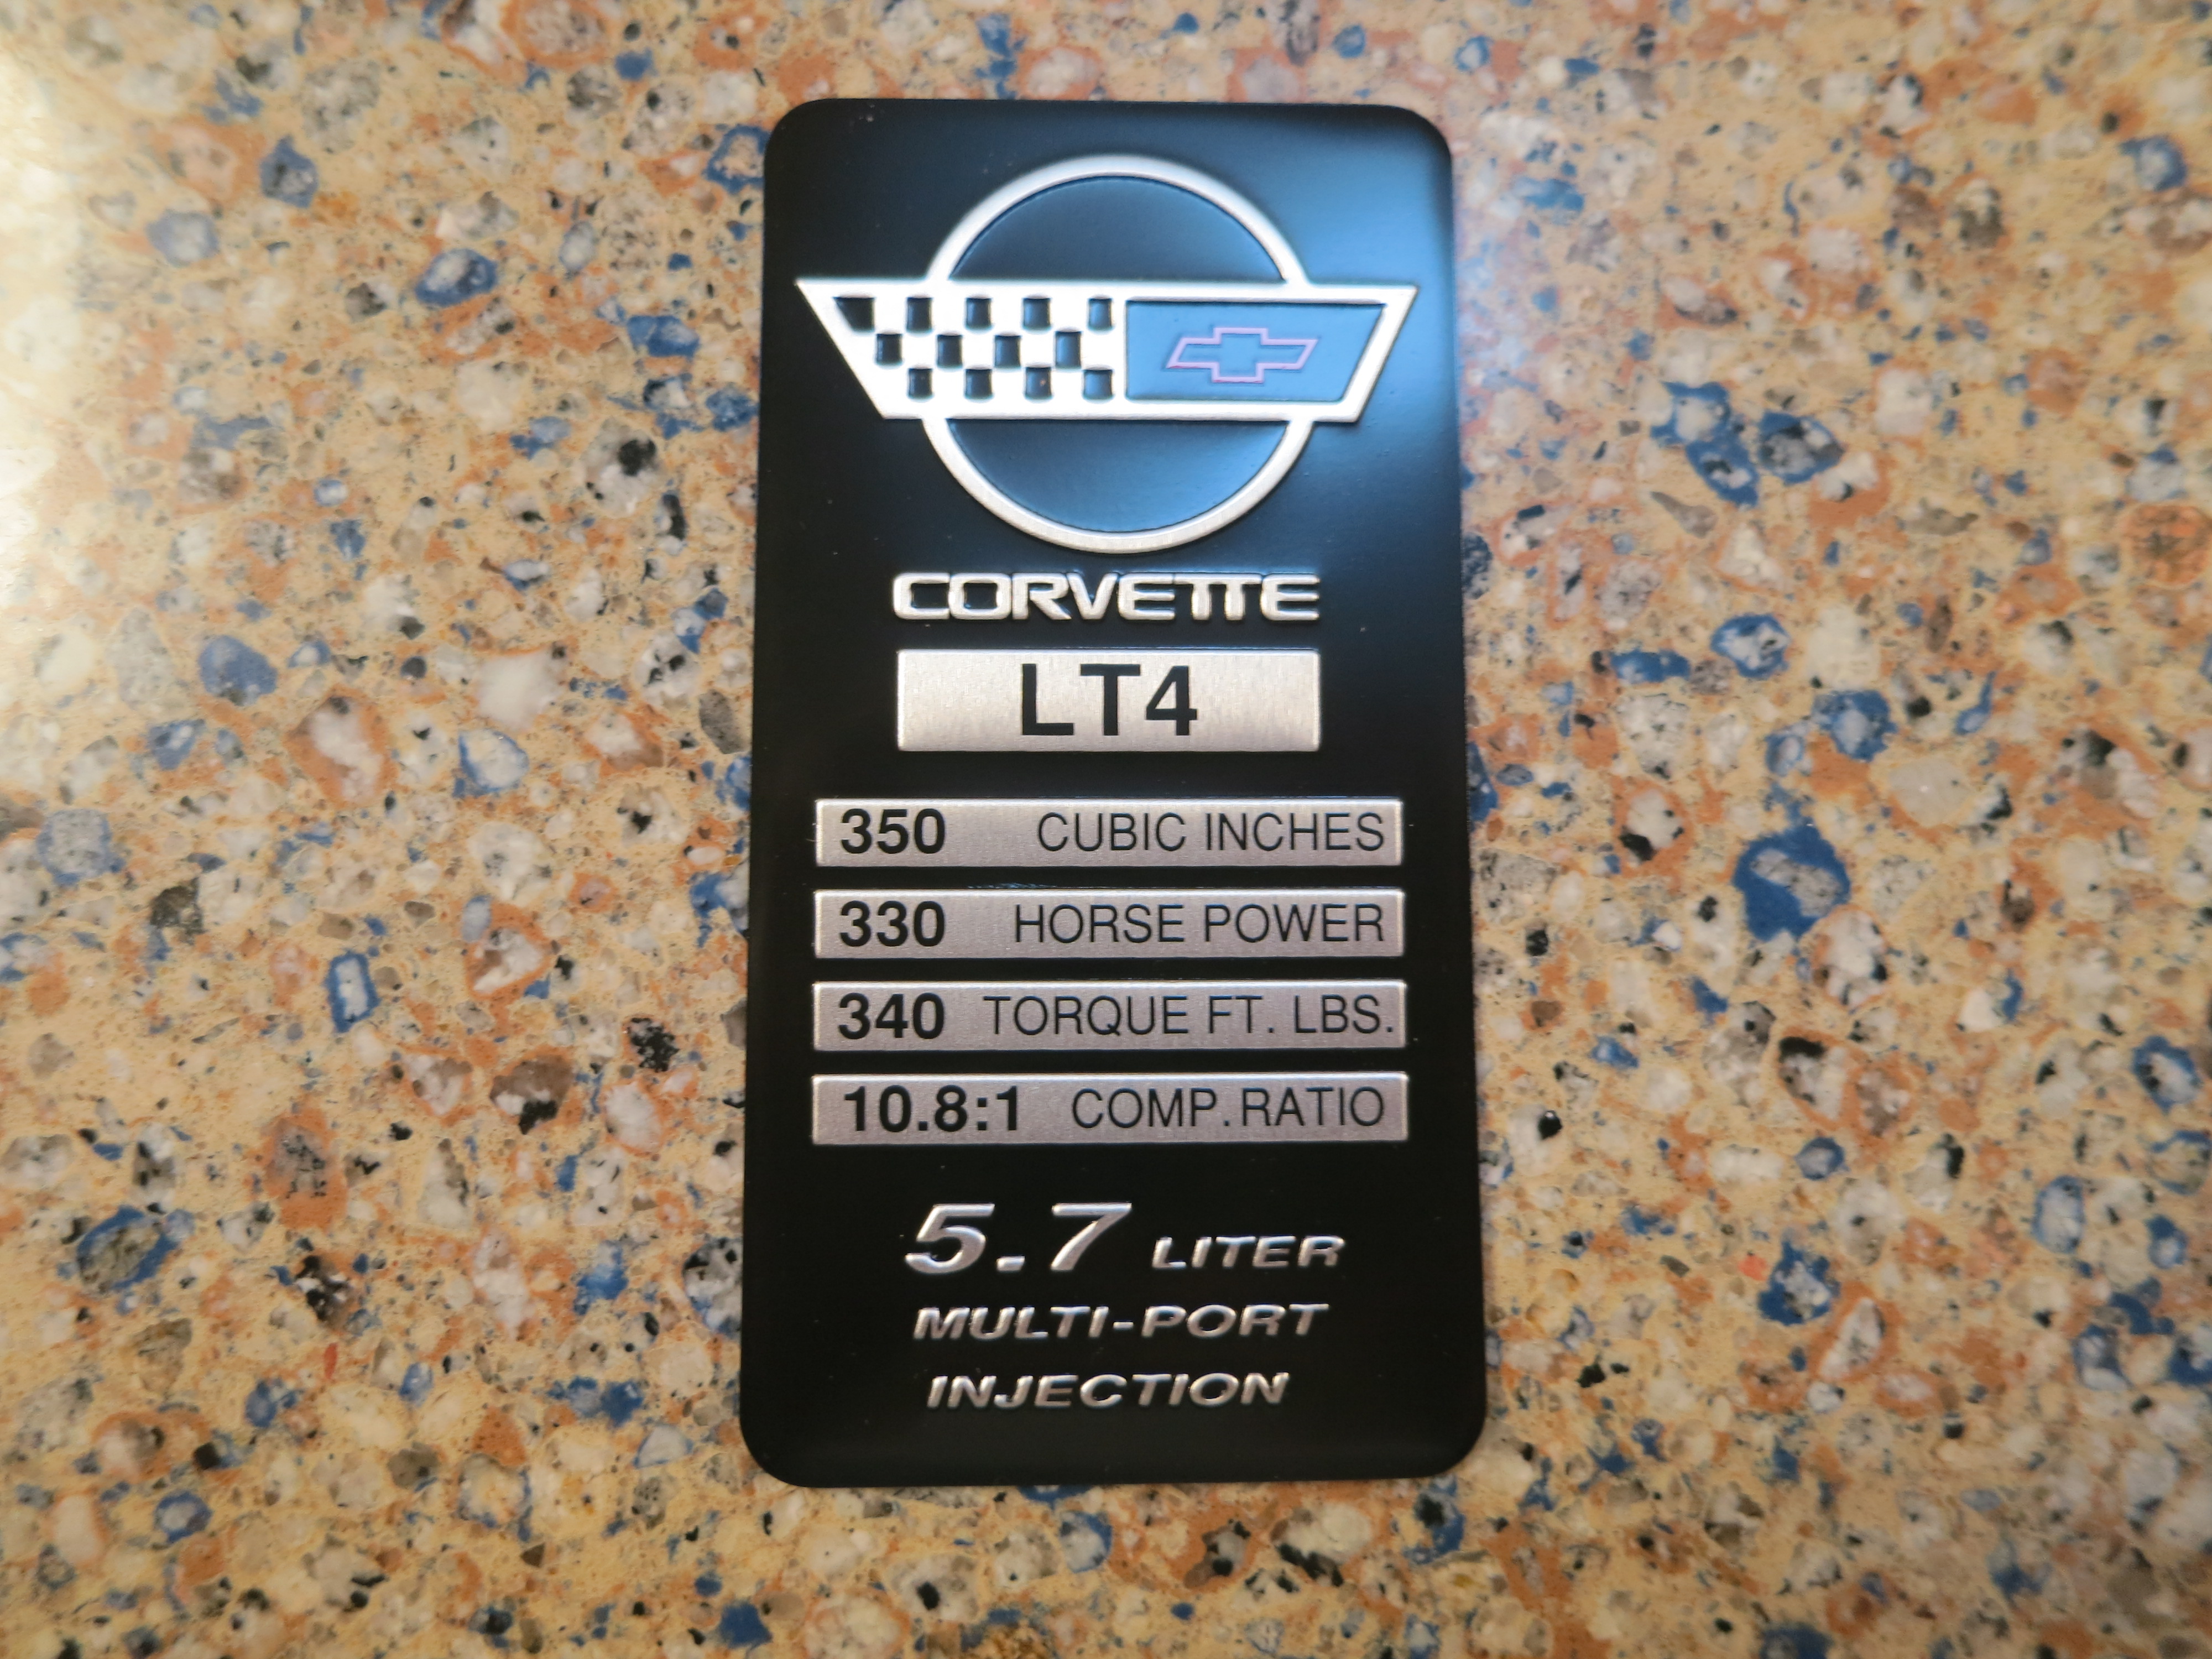 CORVETTE
LT4
350 CUBIC INCHES
330 HORSE POWER
340 TORQUE FT. LBS.
10.8:1 COMP. RATIO
5.7 LITER
MULTI-PORT
INJECTION